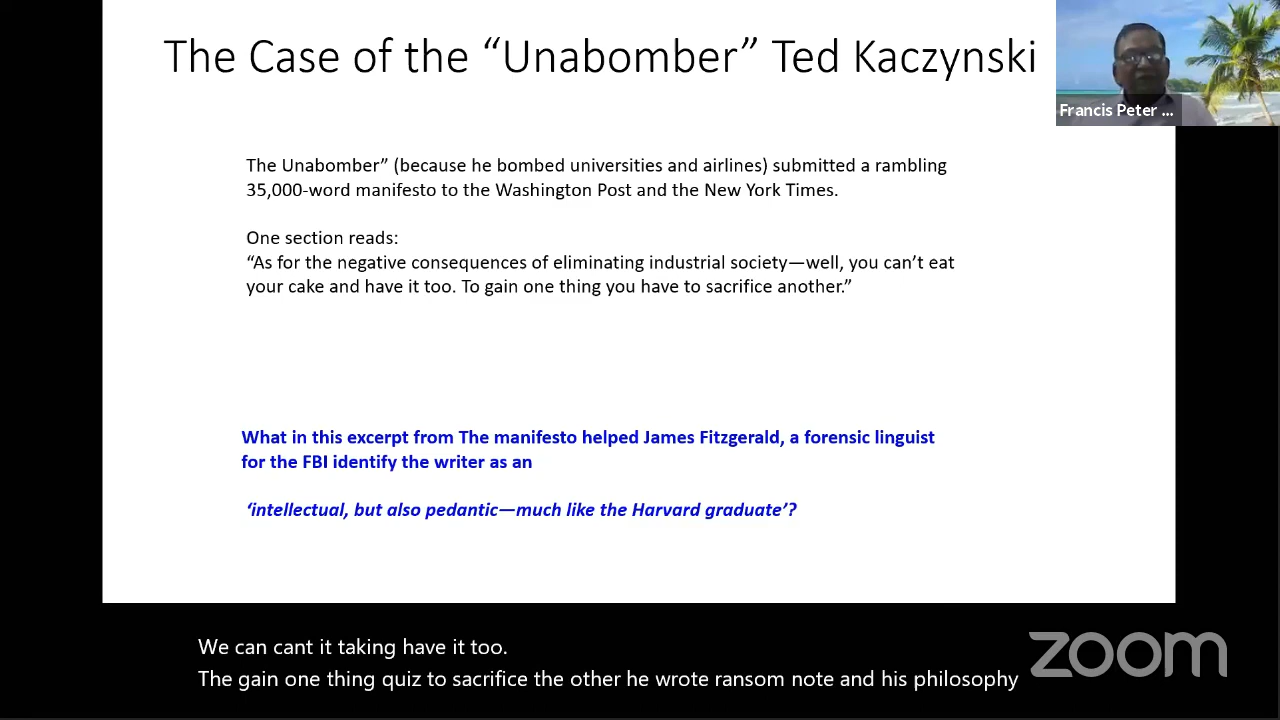 The Case of the “Unabomber” Ted Kaczynski
Francis Peter ...
The Unabomber” (because he bombed universities and airlines) submitted a rambling
35,000-word manifesto to the Washington Post and the New York Times.
One section reads:
“As for the negative consequences of eliminating industrial society—well, you can’t eat
your cake and have it too. To gain one thing you have to sacrifice another.”
What in this excerpt from The manifesto helped James Fitzgerald, a forensic linguist
for the FBI identify the writer as an
‘intellectual, but also pedantic—much like the Harvard graduate’?
We can cant it taking have it too.
The gain one thing quiz to sacrifice the other he wrote ransom note and his philosophy
zoom